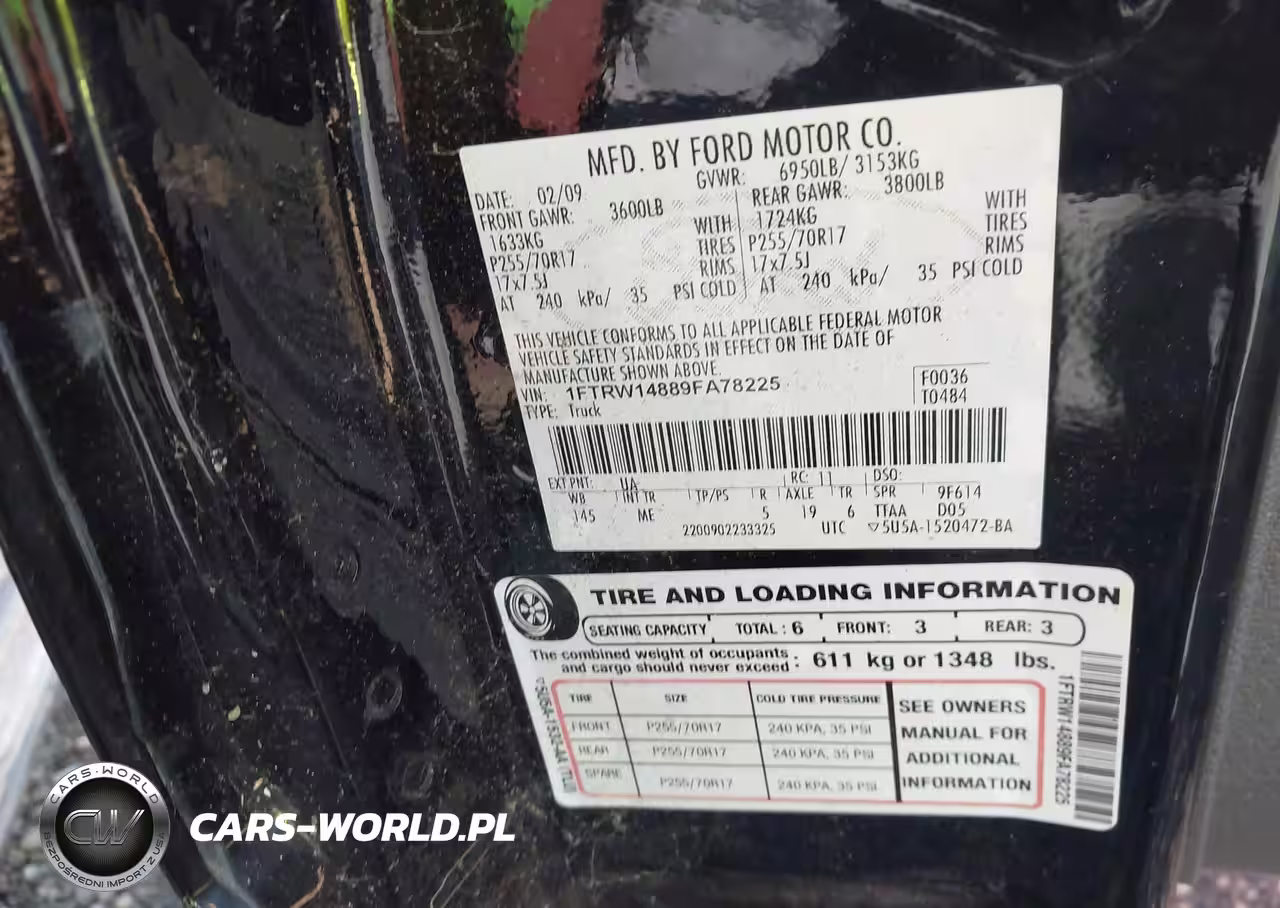 MFD. BY FORD MOTOR CO.
DATE: 02/09 GVWR: 6950LB/ 3153KG
FRONT GAWR: 3600LB REAR GAWR: 3800LB
1633KG WITH 1724KG WITH
P255/70R17 TIRES P255/70R17 TIRES
17x7.5J RIMS 17x7.5J RIMS
AT 240 kPa/ 35 PSI COLD AT 240 kPa/ 35 PSI COLD
THIS VEHICLE CONFORMS TO ALL APPLICABLE FEDERAL MOTOR
VEHICLE SAFETY STANDARDS IN EFFECT ON THE DATE OF
MANUFACTURE SHOWN ABOVE.
VIN: 1FTRW14889FA78225 F0036
TYPE: Truck T0484
EXT PNT: UA RC: 11 DSO:
WB INT TR TP/PS R AXLE TR SPR 9F614
145 ME 5 19 6 TTAA D05
2200902233325 UTC ▽5U5A-1520472-BA
TIRE AND LOADING INFORMATION
SEATING CAPACITY TOTAL: 6 FRONT: 3 REAR: 3
The combined weight of occupants
and cargo should never exceed : 611 kg or 1348 lbs.
TIRE SIZE COLD TIRE PRESSURE
FRONT P255/70R17 240 KPA, 35 PSI
REAR P255/70R17 240 KPA, 35 PSI
SPARE P255/70R17 240 KPA, 35 PSI
SEE OWNERS
MANUAL FOR
ADDITIONAL
INFORMATION
1FTRW14889FA78225
CARS-WORLD
CW
BEZPOŚREDNI IMPORT Z USA
CARS-WORLD.PL